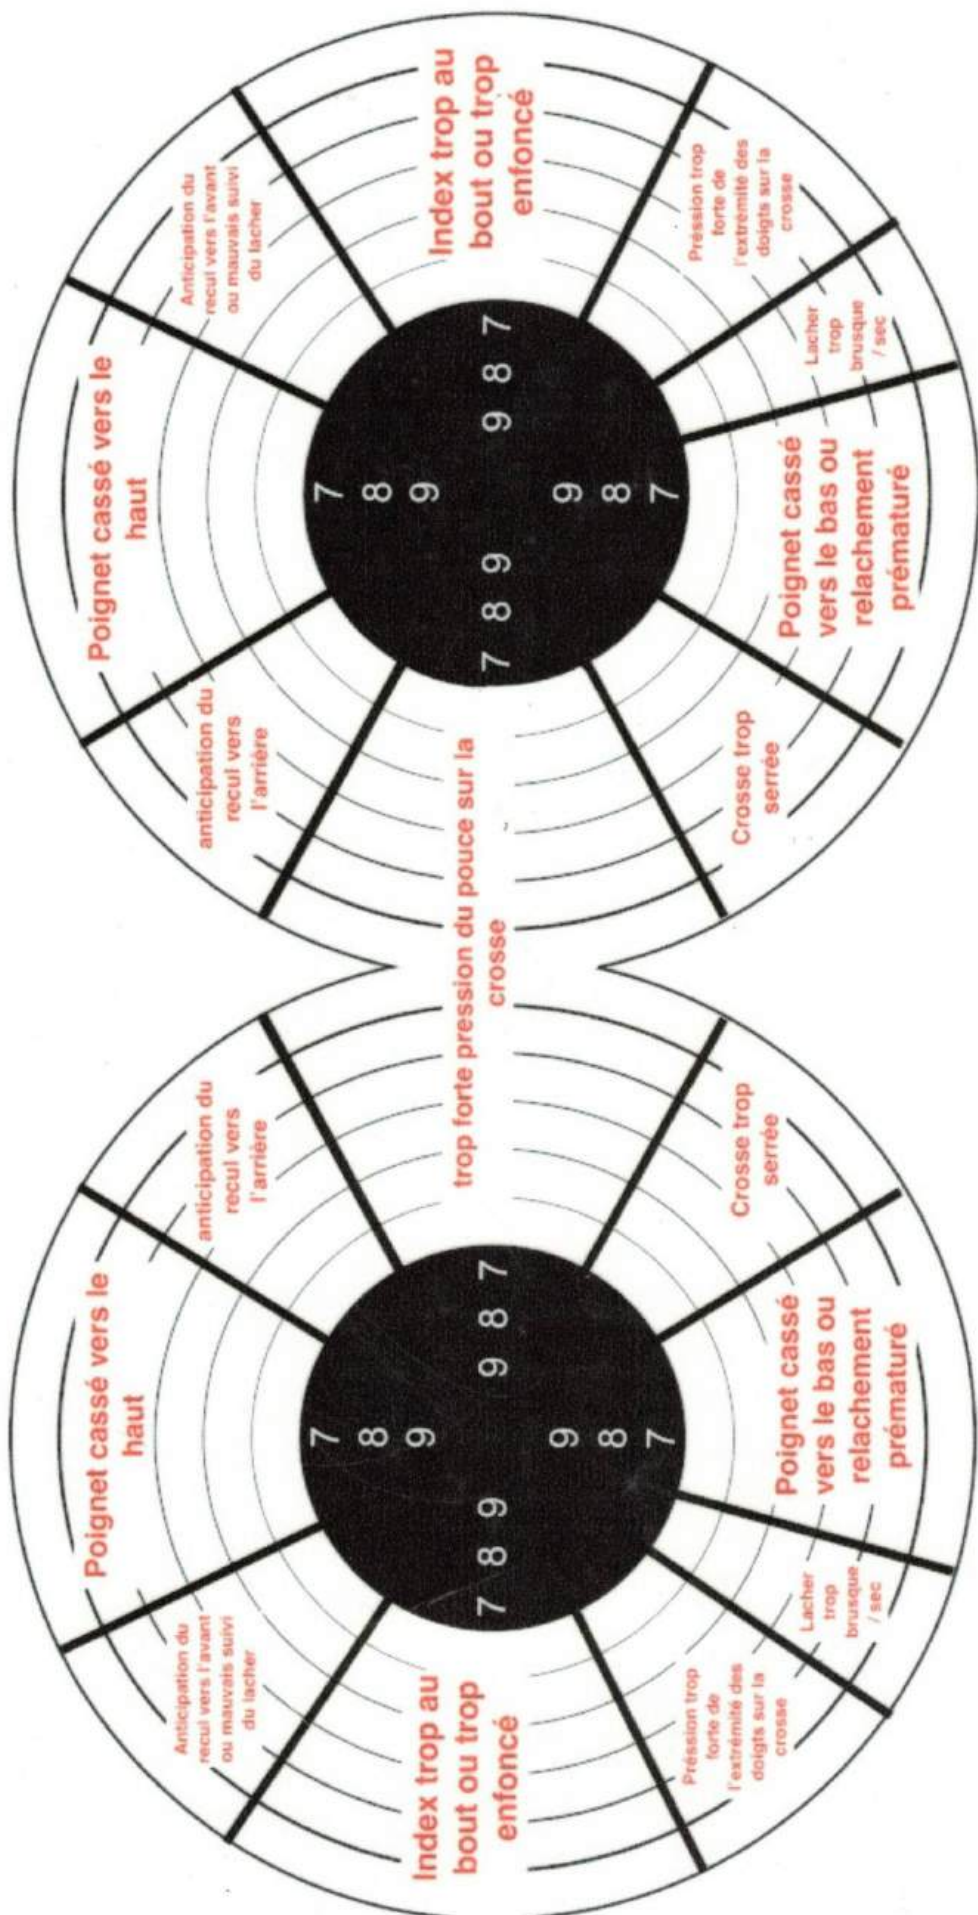 Poignet cassé vers le
haut
Anticipation du
recul vers l'avant
ou mauvais suivi
du lacher
anticipation du
recul vers
l'arrière
Index trop au
bout ou trop
enfoncé
7
8
9
7 8 9 9 8 7
9
8
7
Préssion trop
forte de
l'extrémité des
doigts sur la
crosse
Lacher
trop
brusque
/ sec
Poignet cassé
vers le bas ou
relachement
prématuré
Crosse trop
serrée
trop forte pression du pouce sur la
crosse
Poignet cassé vers le
haut
anticipation du
recul vers
l'arrière
Anticipation du
recul vers l'avant
ou mauvais suivi
du lacher
7
8
9
7 8 9 9 8 7
9
8
7
Index trop au
bout ou trop
enfoncé
Crosse trop
serrée
Poignet cassé
vers le bas ou
relachement
prématuré
Lacher
trop
brusque
/ sec
Préssion trop
forte de
l'extrémité des
doigts sur la
crosse